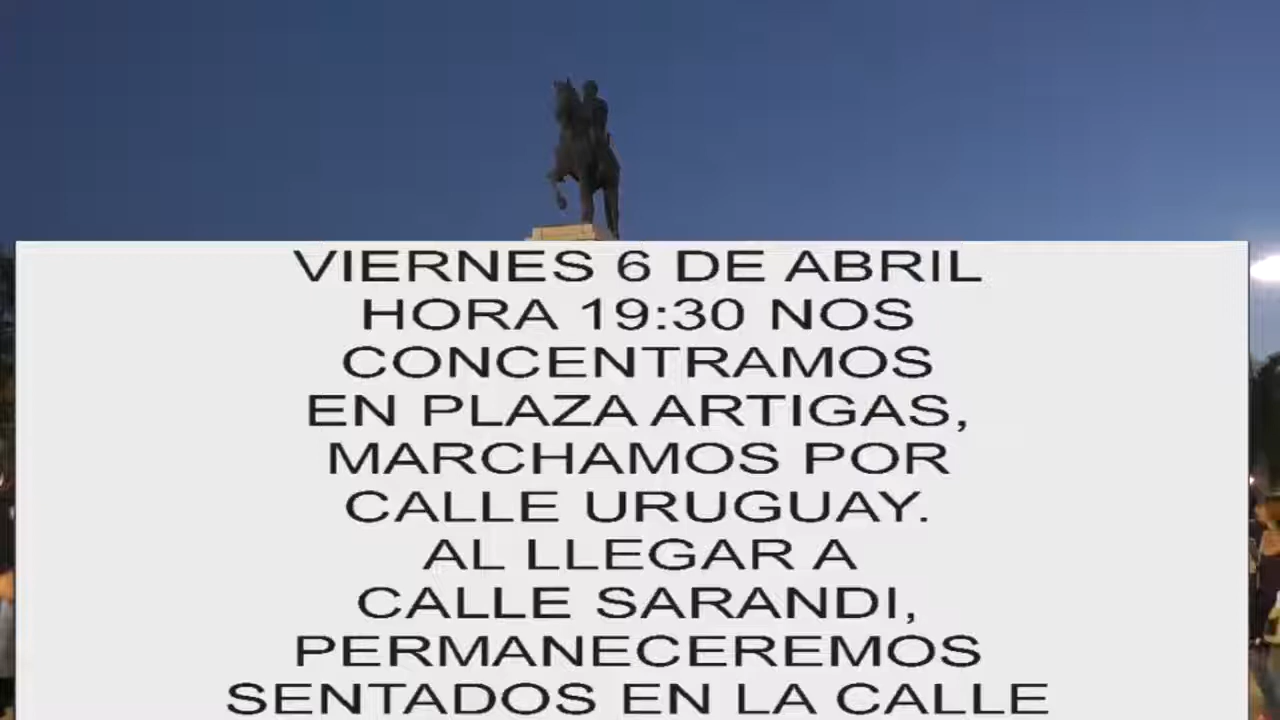 VIERNES 6 DE ABRIL
HORA 19:30 NOS
CONCENTRAMOS
EN PLAZA ARTIGAS,
MARCHAMOS POR
CALLE URUGUAY.
AL LLEGAR A
CALLE SARANDI,
PERMANECEREMOS
SENTADOS EN LA CALLE